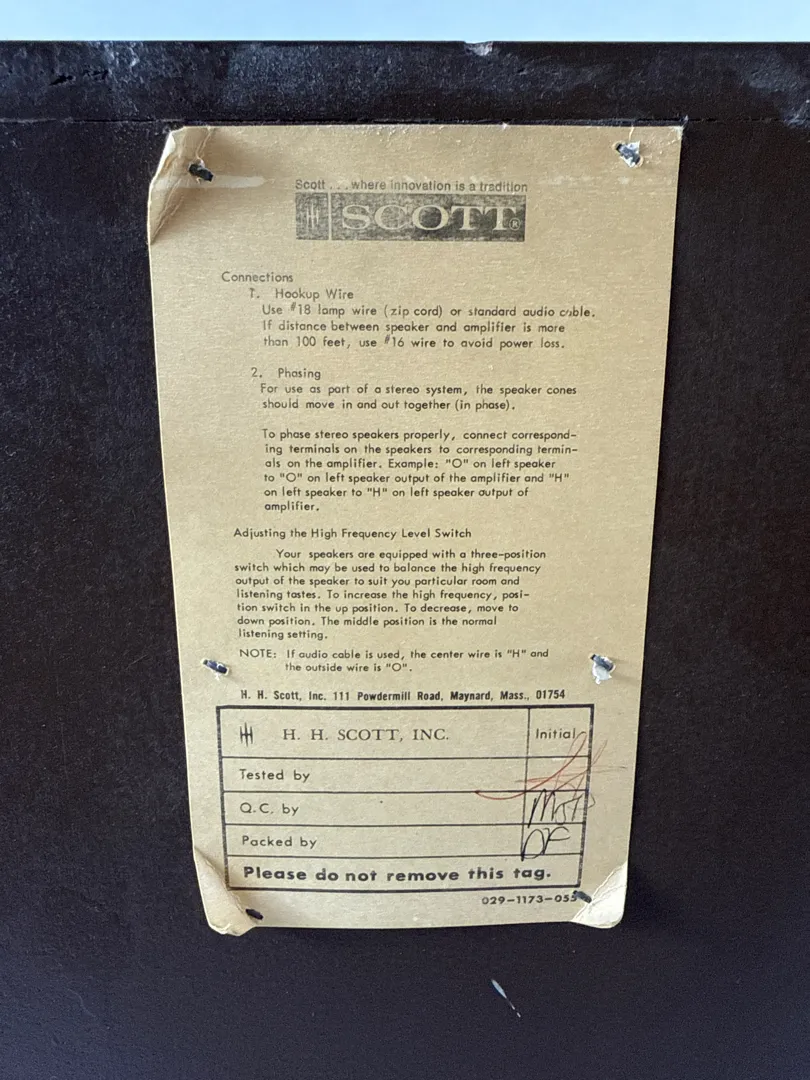 Scott . . . where innovation is a tradition
SCOTT®
Connections
1. Hookup Wire
Use #18 lamp wire (zip cord) or standard audio cable.
If distance between speaker and amplifier is more
than 100 feet, use #16 wire to avoid power loss.
2. Phasing
For use as part of a stereo system, the speaker cones
should move in and out together (in phase).
To phase stereo speakers properly, connect correspond-
ing terminals on the speakers to corresponding termin-
als on the amplifier. Example: "O" on left speaker
to "O" on left speaker output of the amplifier and "H"
on left speaker to "H" on left speaker output of
amplifier.
Adjusting the High Frequency Level Switch
Your speakers are equipped with a three-position
switch which may be used to balance the high frequency
output of the speaker to suit you particular room and
listening tastes. To increase the high frequency, posi-
tion switch in the up position. To decrease, move to
down position. The middle position is the normal
listening setting.
NOTE: If audio cable is used, the center wire is "H" and
the outside wire is "O".
H. H. Scott, Inc. 111 Powdermill Road, Maynard, Mass., 01754
H. H. SCOTT, INC. Initial
Tested by
Q.C. by
Packed by DF
Please do not remove this tag.
029-1173-055